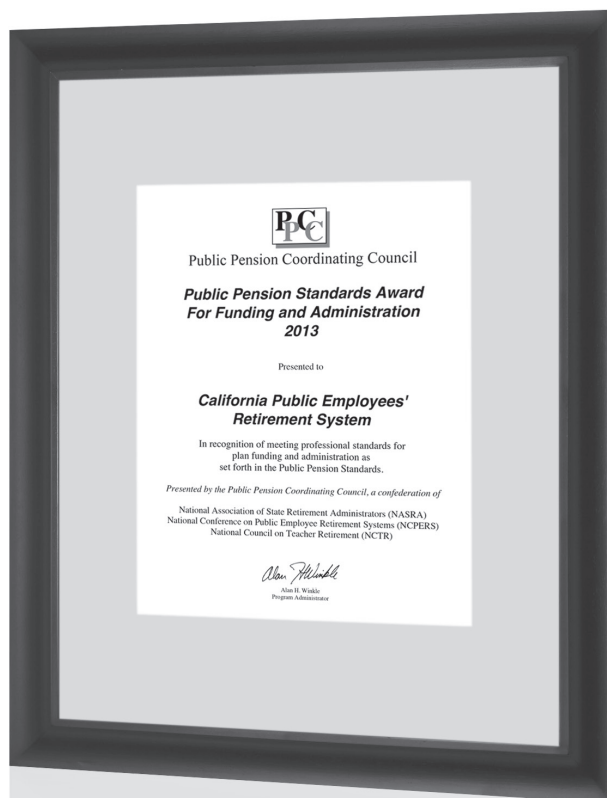 PPCC
Public Pension Coordinating Council
Public Pension Standards Award
For Funding and Administration
2013
Presented to
California Public Employees'
Retirement System
In recognition of meeting professional standards for
plan funding and administration as
set forth in the Public Pension Standards.
Presented by the Public Pension Coordinating Council, a confederation of
National Association of State Retirement Administrators (NASRA)
National Conference on Public Employee Retirement Systems (NCPERS)
National Council on Teacher Retirement (NCTR)
Alan H. Winkle
Alan H. Winkle
Program Administrator